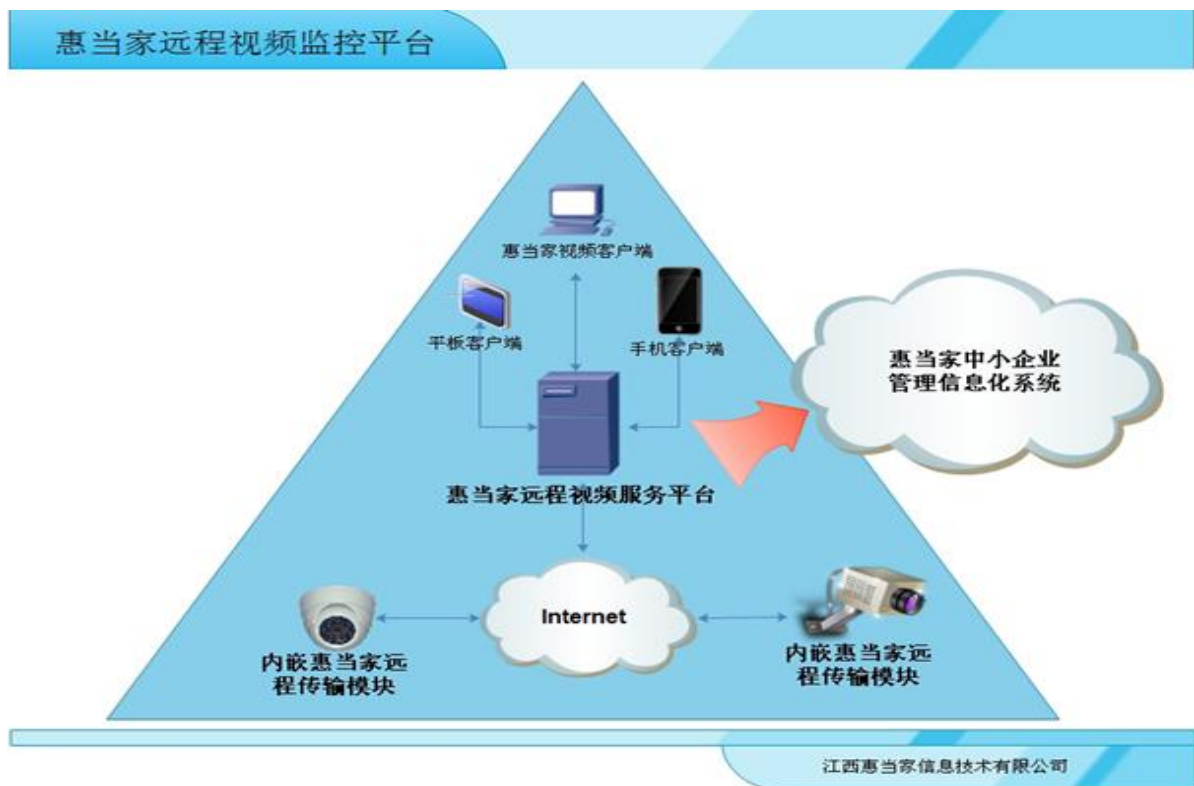 惠当家远程视频监控平台
惠当家视频客户端
平板客户端
手机客户端
惠当家中小企业
管理信息化系统
惠当家远程视频服务平台
Internet
内嵌惠当家远
程传输模块
内嵌惠当家远
程传输模块
江西惠当家信息技术有限公司